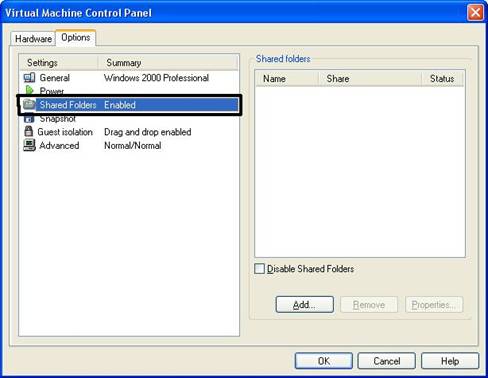 Virtual Machine Control Panel
Hardware Options
Settings Summary
General Windows 2000 Professional
Power
Shared Folders Enabled
Snapshot
Guest isolation Drag and drop enabled
Advanced Normal/Normal
Shared folders
Name Share Status
Disable Shared Folders
Add... Remove Properties...
OK Cancel Help